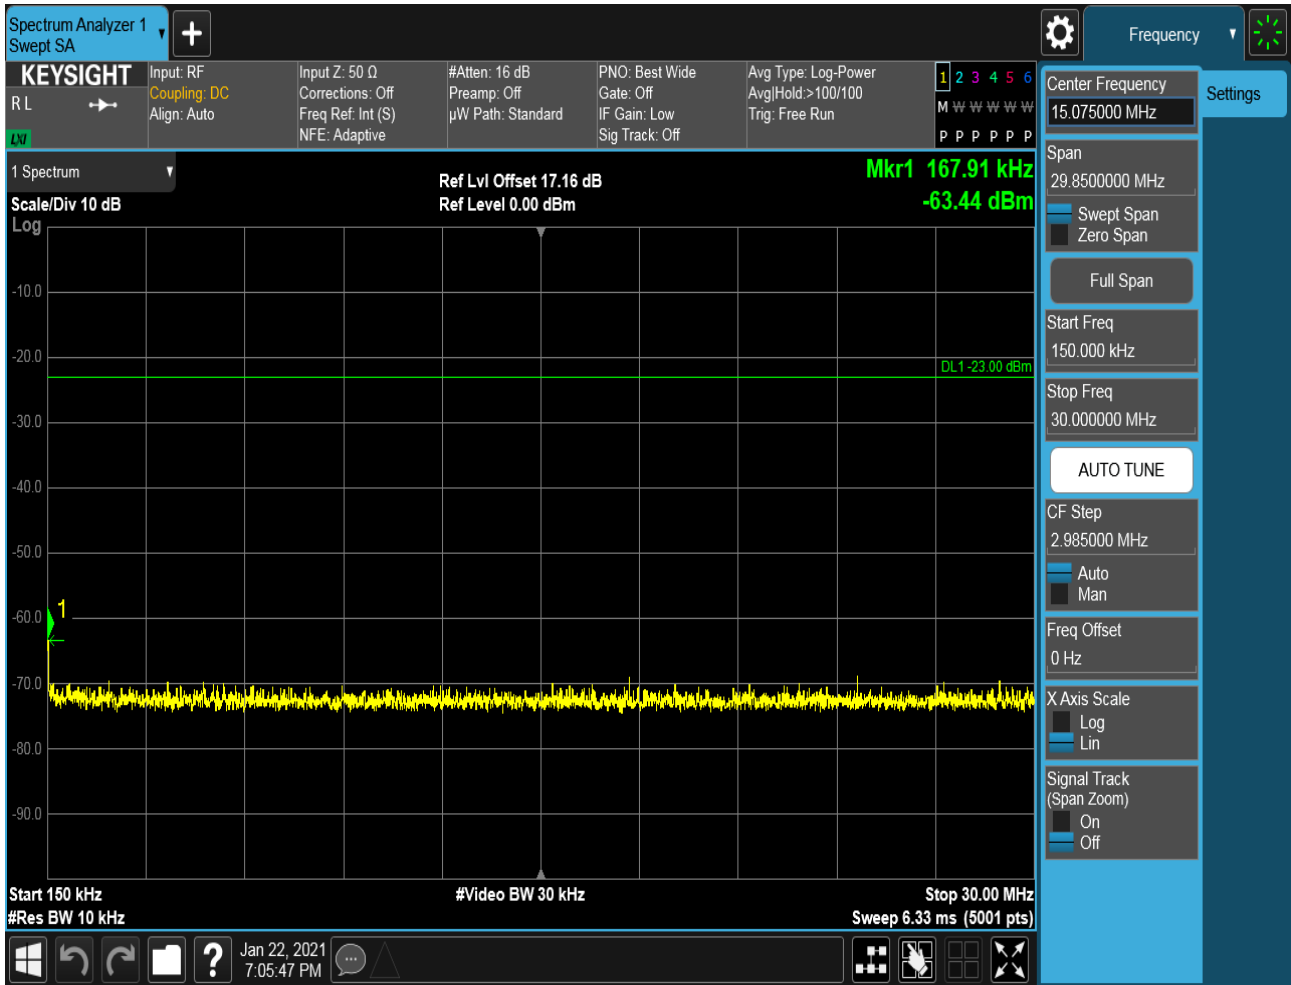 Spectrum Analyzer 1
Swept SA
+
Frequency
KEYSIGHT
R L
LXI
Input: RF
Coupling: DC
Align: Auto
Input Z: 50 Ω
Corrections: Off
Freq Ref: Int (S)
NFE: Adaptive
#Atten: 16 dB
Preamp: Off
µW Path: Standard
PNO: Best Wide
Gate: Off
IF Gain: Low
Sig Track: Off
Avg Type: Log-Power
Avg|Hold:>100/100
Trig: Free Run
1 2 3 4 5 6
M W W W W W
P P P P P P
1 Spectrum
Scale/Div 10 dB
Log
Ref Lvl Offset 17.16 dB
Ref Level 0.00 dBm
Mkr1 167.91 kHz
-63.44 dBm
-10.0
-20.0
DL1 -23.00 dBm
-30.0
-40.0
-50.0
-60.0
1
-70.0
-80.0
-90.0
Start 150 kHz
#Res BW 10 kHz
#Video BW 30 kHz
Stop 30.00 MHz
Sweep 6.33 ms (5001 pts)
Center Frequency
15.075000 MHz
Settings
Span
29.8500000 MHz
Swept Span
Zero Span
Full Span
Start Freq
150.000 kHz
Stop Freq
30.000000 MHz
AUTO TUNE
CF Step
2.985000 MHz
Auto
Man
Freq Offset
0 Hz
X Axis Scale
Log
Lin
Signal Track
(Span Zoom)
On
Off
?
Jan 22, 2021
7:05:47 PM